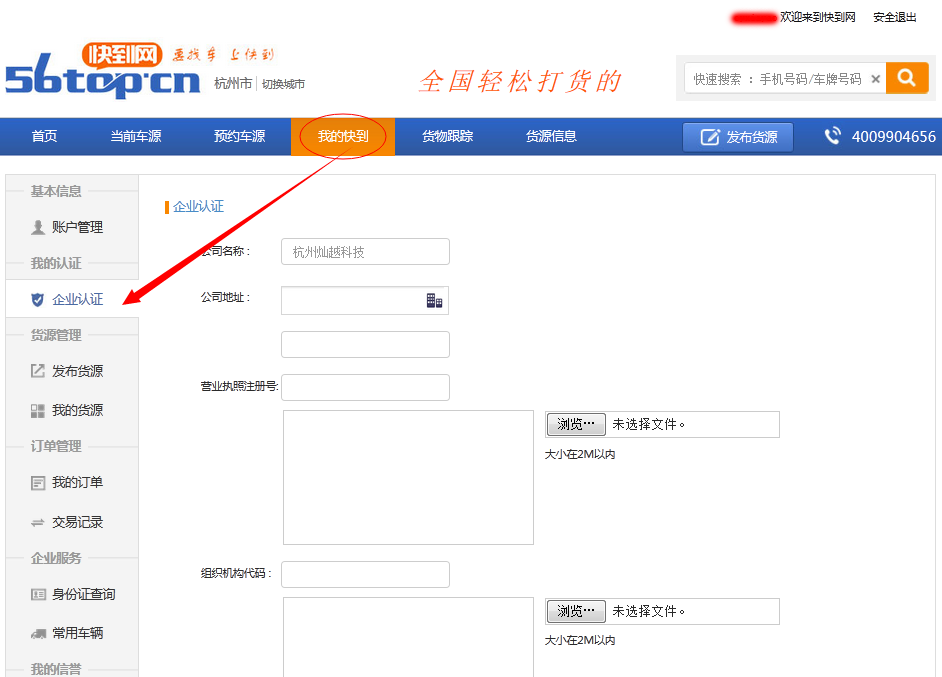 欢迎来到快到网 安全退出
快到网 要找车 上快到
56top.cn 杭州市 | 切换城市
全国轻松打货的
快速搜索 ：手机号码/车牌号码 ×
首页 当前车源 预约车源 我的快到 货物跟踪 货源信息 发布货源 4009904656
基本信息
账户管理
我的认证
企业认证
货源管理
发布货源
我的货源
订单管理
我的订单
交易记录
企业服务
身份证查询
常用车辆
我的信誉
企业认证
公司名称： 杭州灿越科技
公司地址：
营业执照注册号:
浏览… 未选择文件。
大小在2M以内
组织机构代码：
浏览… 未选择文件。
大小在2M以内